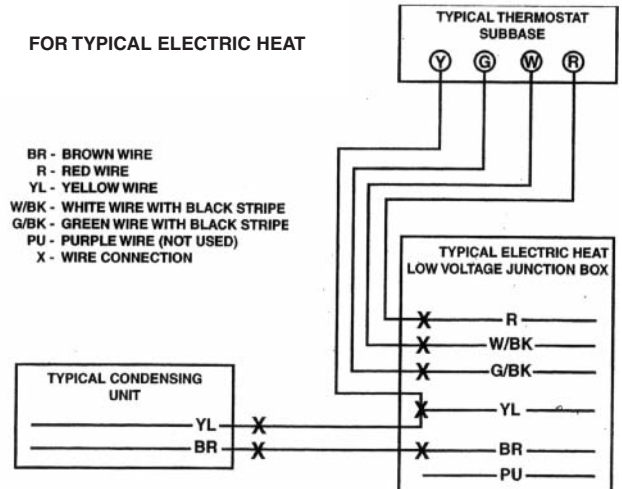 FOR TYPICAL ELECTRIC HEAT
TYPICAL THERMOSTAT
SUBBASE
Y G W R
BR - BROWN WIRE
R - RED WIRE
YL - YELLOW WIRE
W/BK - WHITE WIRE WITH BLACK STRIPE
G/BK - GREEN WIRE WITH BLACK STRIPE
PU - PURPLE WIRE (NOT USED)
X - WIRE CONNECTION
TYPICAL ELECTRIC HEAT
LOW VOLTAGE JUNCTION BOX
X R
X W/BK
X G/BK
X YL
X BR
PU
TYPICAL CONDENSING
UNIT
YL X
BR X